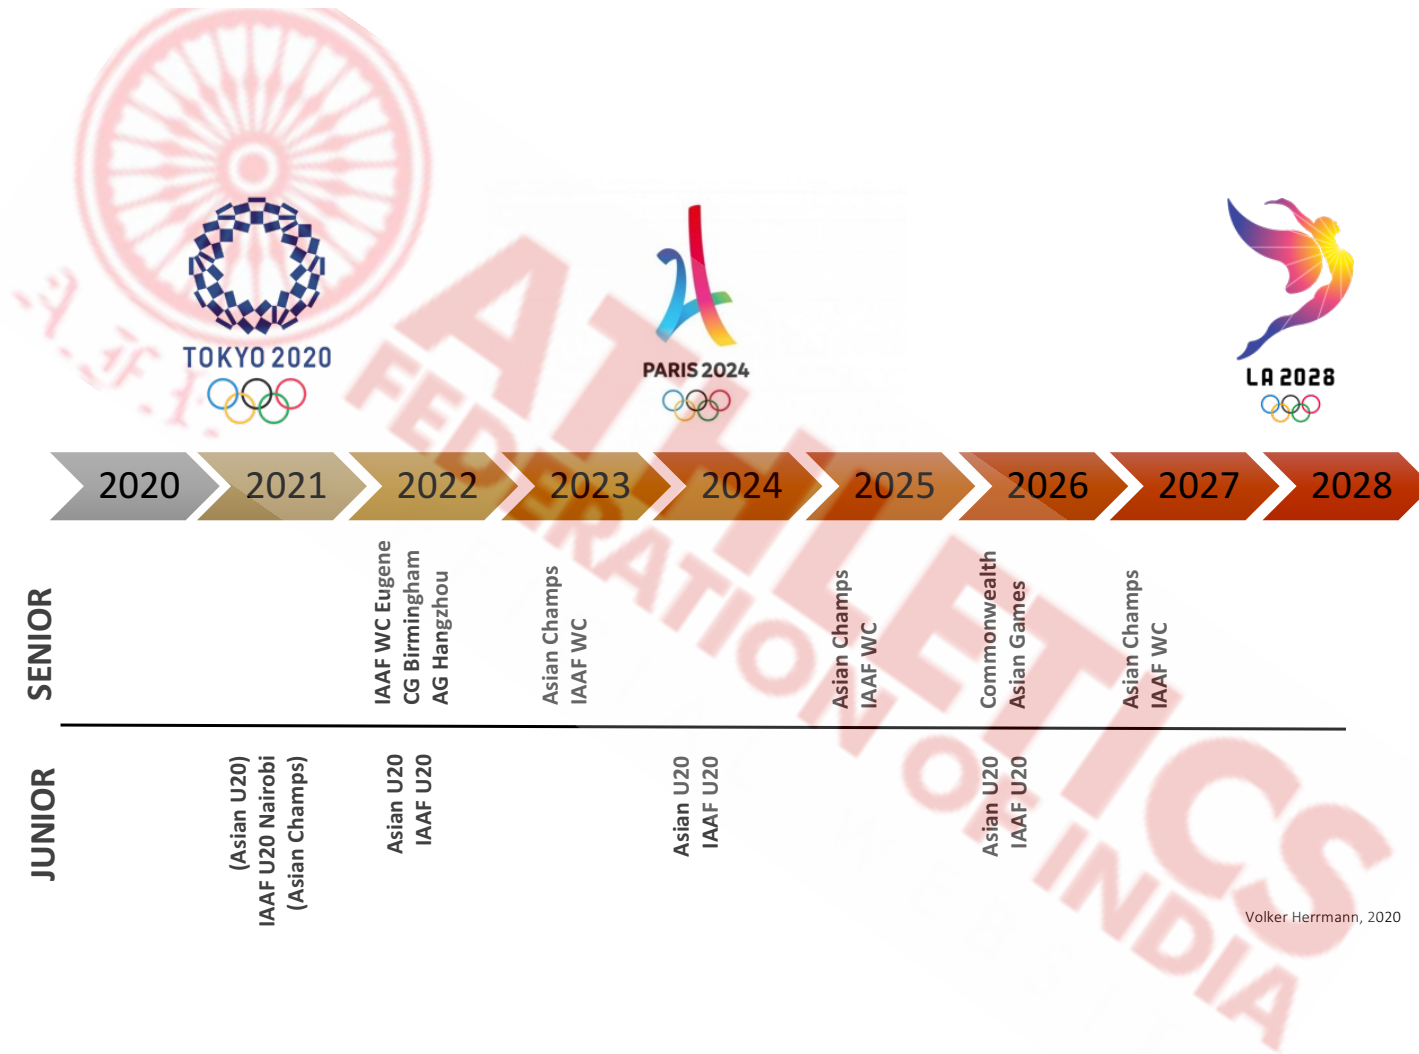 TOKYO 2020
PARIS 2024
LA 2028
2020
2021
2022
2023
2024
2025
2026
2027
2028
SENIOR
IAAF WC Eugene
CG Birmingham
AG Hangzhou
Asian Champs
IAAF WC
Asian Champs
IAAF WC
Commonwealth
Asian Games
Asian Champs
IAAF WC
JUNIOR
(Asian U20)
IAAF U20 Nairobi
(Asian Champs)
Asian U20
IAAF U20
Asian U20
IAAF U20
Asian U20
IAAF U20
Volker Herrmann, 2020
A.F.I.
ATHLETICS
FEDERATION OF INDIA